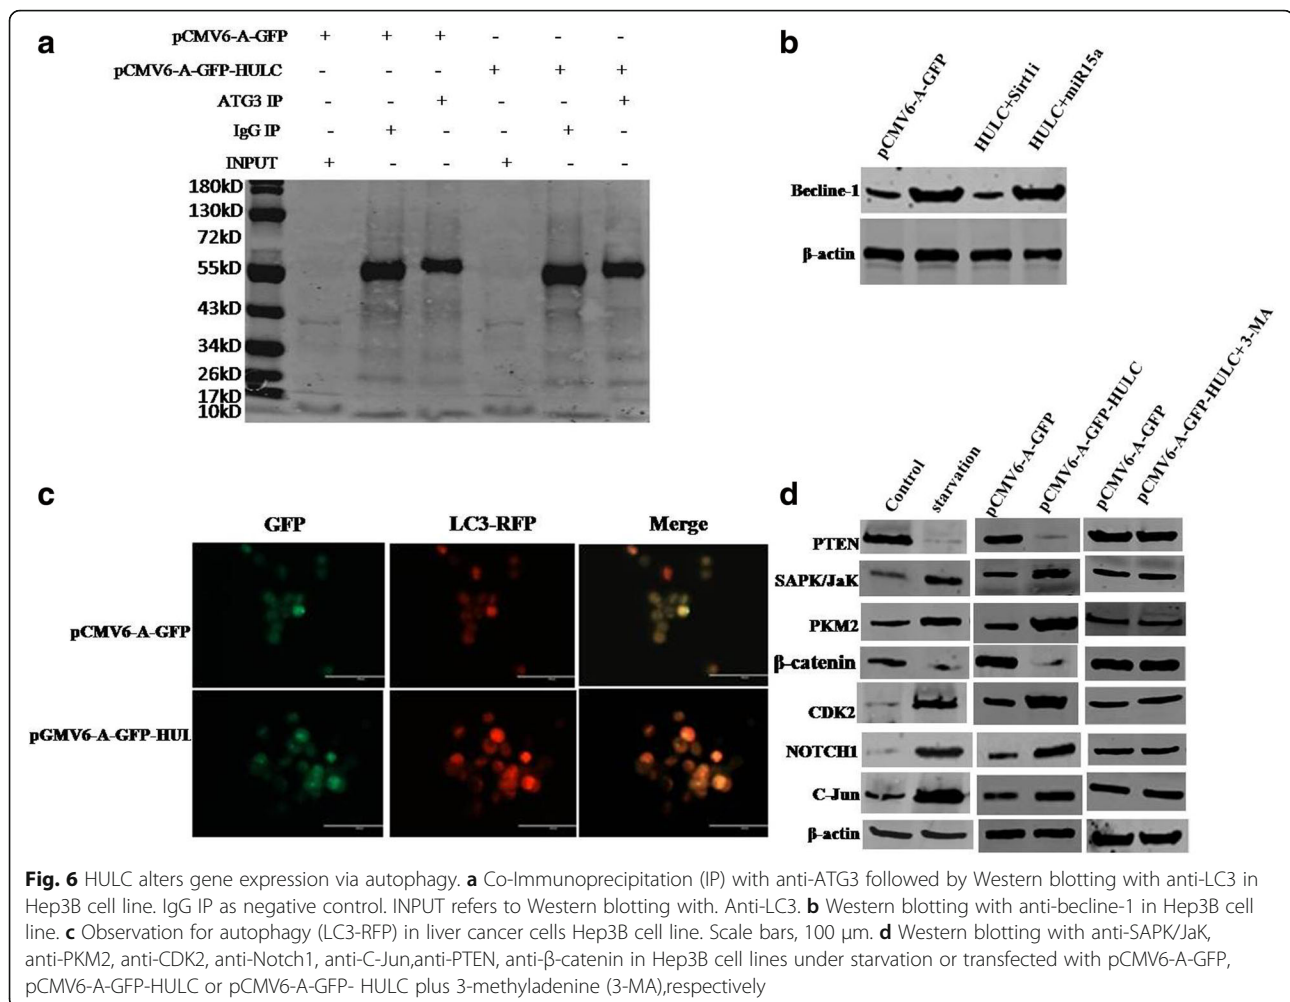 a
pCMV6-A-GFP + + + - - -
pCMV6-A-GFP-HULC - - - + + +
ATG3 IP - - + - - +
IgG IP - + - - + -
INPUT + - - + - -
180kD
130kD
72kD
55kD
43kD
34kD
26kD
17kD
10kD
b
pCMV6-A-GFP
HULC+Sirt1i
HULC+miR15a
Becline-1
β-actin
c
GFP LC3-RFP Merge
pCMV6-A-GFP
pGMV6-A-GFP-HUL
d
Control
starvation
pCMV6-A-GFP
pCMV6-A-GFP-HULC
pCMV6-A-GFP
pCMV6-A-GFP-HULC+3-MA
PTEN
SAPK/JaK
PKM2
β-catenin
CDK2
NOTCH1
C-Jun
β-actin
Fig. 6 HULC alters gene expression via autophagy. a Co-Immunoprecipitation (IP) with anti-ATG3 followed by Western blotting with anti-LC3 in
Hep3B cell line. IgG IP as negative control. INPUT refers to Western blotting with. Anti-LC3. b Western blotting with anti-becline-1 in Hep3B cell
line. c Observation for autophagy (LC3-RFP) in liver cancer cells Hep3B cell line. Scale bars, 100 μm. d Western blotting with anti-SAPK/JaK,
anti-PKM2, anti-CDK2, anti-Notch1, anti-C-Jun,anti-PTEN, anti-β-catenin in Hep3B cell lines under starvation or transfected with pCMV6-A-GFP,
pCMV6-A-GFP-HULC or pCMV6-A-GFP- HULC plus 3-methyladenine (3-MA),respectively